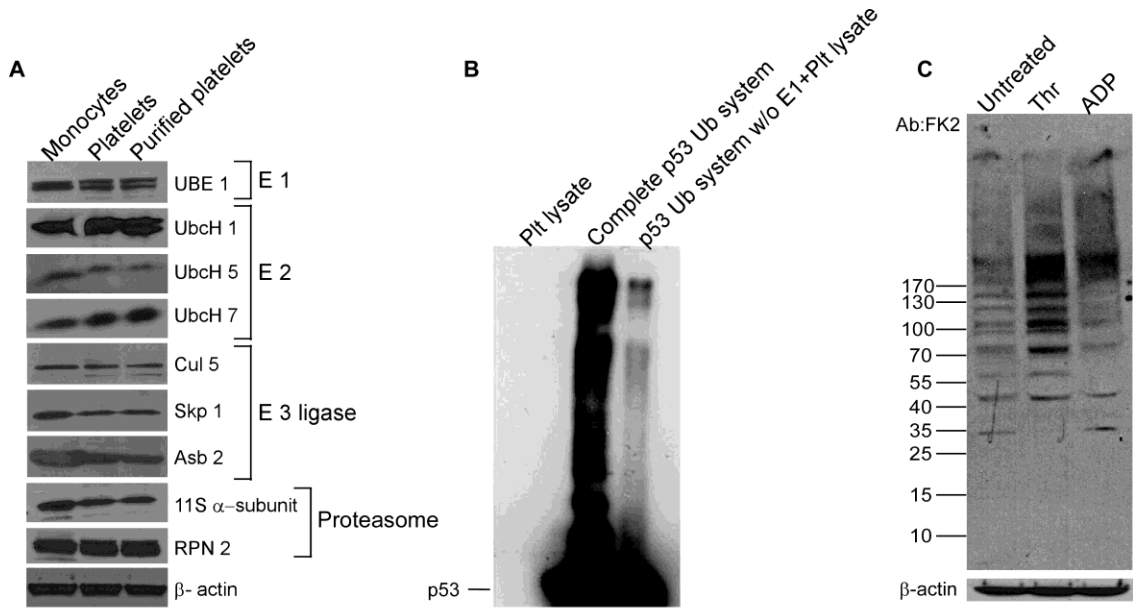 A
Monocytes
Platelets
Purified platelets
UBE 1
E 1
UbcH 1
UbcH 5
E 2
UbcH 7
Cul 5
Skp 1
E 3 ligase
Asb 2
11S α–subunit
Proteasome
RPN 2
β- actin
B
Plt lysate
Complete p53 Ub system
p53 Ub system w/o E1+Plt lysate
p53
C
Untreated
Thr
ADP
Ab:FK2
170
130
100
70
55
40
35
25
15
10
β-actin